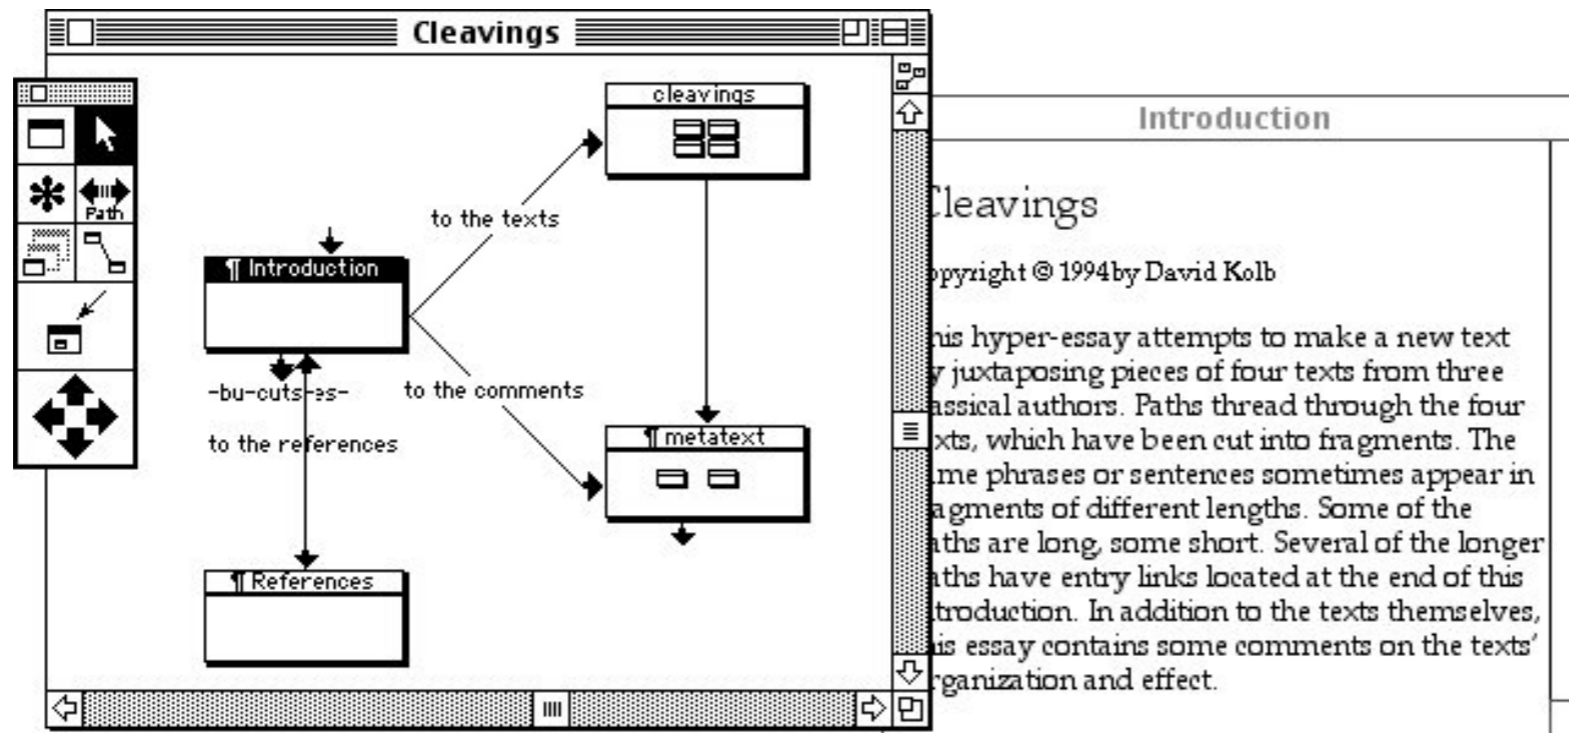 Cleavings
cleavings
Path
to the texts
¶ Introduction
-bu-cuts-es-
to the comments
to the references
¶ metatext
¶ References
Introduction
Cleavings
opyright © 1994 by David Kolb
his hyper-essay attempts to make a new text
y juxtaposing pieces of four texts from three
assical authors. Paths thread through the four
xts, which have been cut into fragments. The
me phrases or sentences sometimes appear in
agments of different lengths. Some of the
aths are long, some short. Several of the longer
aths have entry links located at the end of this
troduction. In addition to the texts themselves,
is essay contains some comments on the texts'
rganization and effect.